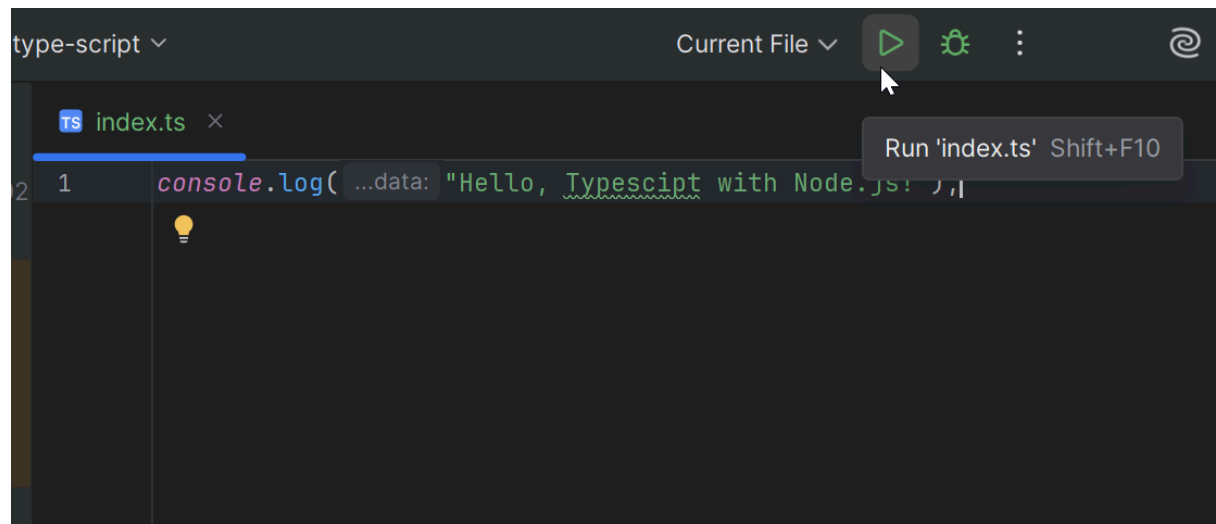 type-script
Current File
TS index.ts
Run 'index.ts' Shift+F10
1 console.log( ...data: "Hello, Typescipt with Node.js!"),